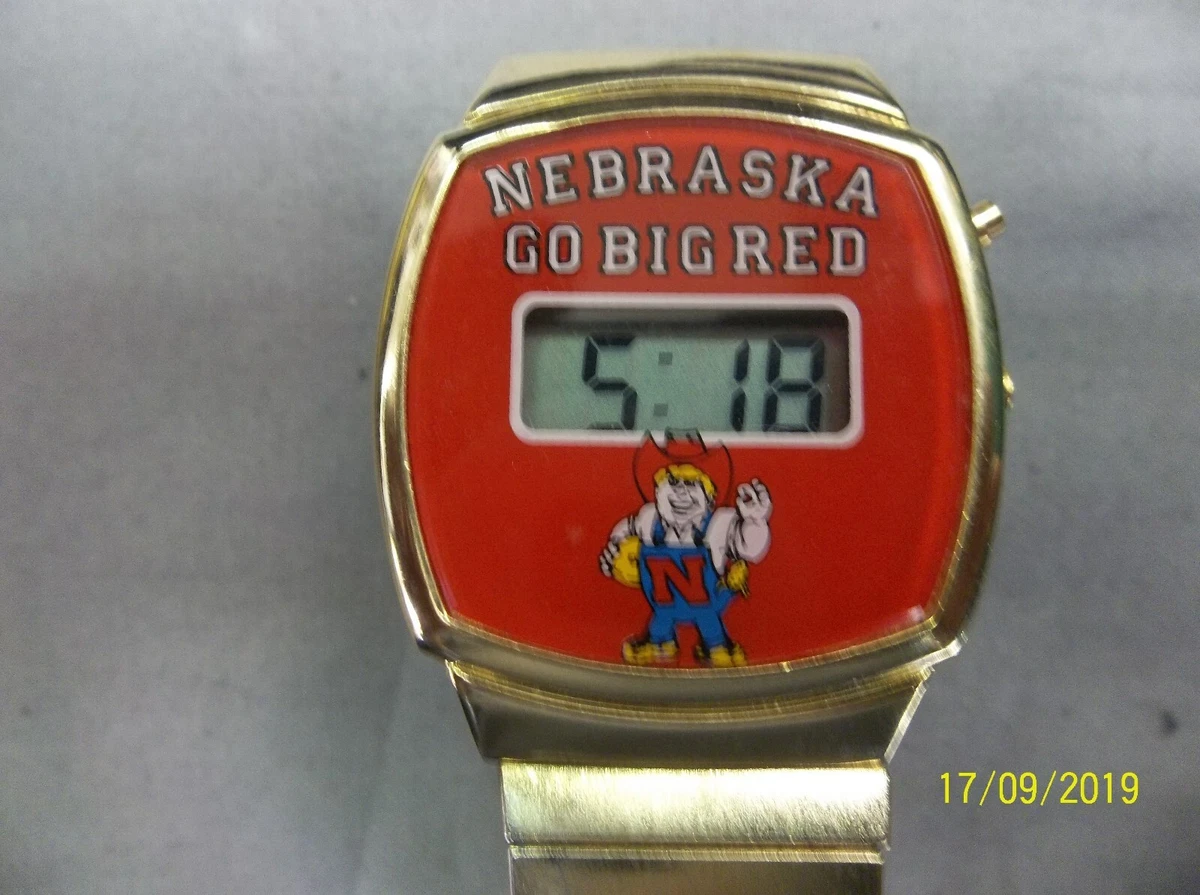 NEBRASKA
GO BIG RED
5:18
N
17/09/2019